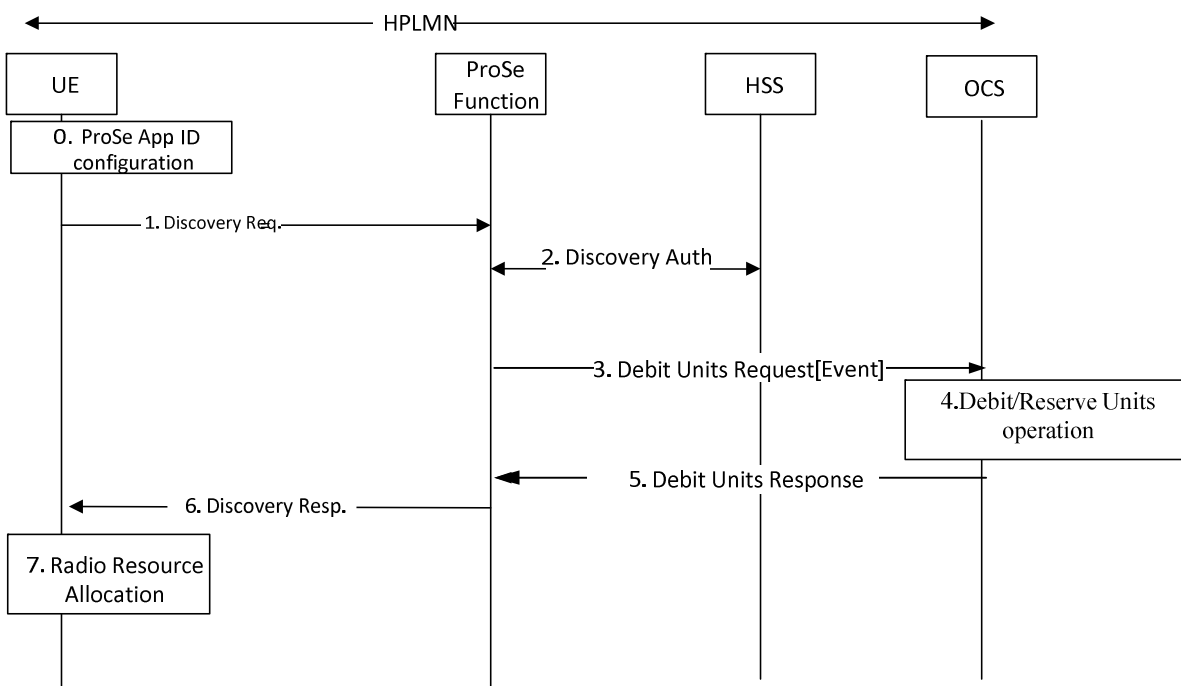 HPLMN
UE
ProSe
Function
HSS
OCS
0. ProSe App ID
configuration
1. Discovery Req.
2. Discovery Auth
3. Debit Units Request[Event]
4.Debit/Reserve Units
operation
5. Debit Units Response
6. Discovery Resp.
7. Radio Resource
Allocation